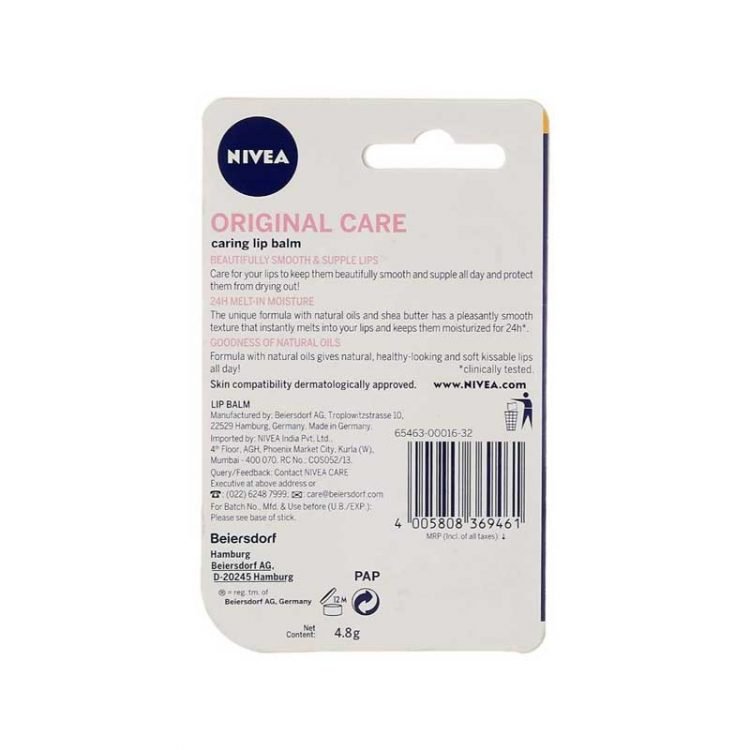 NIVEA
ORIGINAL CARE
caring lip balm
BEAUTIFULLY SMOOTH & SUPPLE LIPS
Care for your lips to keep them beautifully smooth and supple all day and protect
them from drying out!
24H MELT-IN MOISTURE
The unique formula with natural oils and shea butter has a pleasantly smooth
texture that instantly melts into your lips and keeps them moisturized for 24h*.
GOODNESS OF NATURAL OILS
Formula with natural oils gives natural, healthy-looking and soft kissable lips
all day!
*clinically tested.
Skin compatibility dermatologically approved.
www.NIVEA.com
LIP BALM
Manufactured by: Beiersdorf AG, Troplowitzstrasse 10,
22529 Hamburg, Germany. Made in Germany.
Imported by: NIVEA India Pvt. Ltd.,
4th Floor, AGH, Phoenix Market City, Kurla (W),
Mumbai - 400 070. RC No.: COS052/13.
Query/Feedback: Contact NIVEA CARE
Executive at above address or
☎: (022) 6248 7999. ✉: care@beiersdorf.com
For Batch No., Mfd. & Use before (U.B./EXP.):
Please see base of stick.
65463-00016-32
4 005808 369461
MRP (Incl. of all taxes) ↓
Beiersdorf
Hamburg
Beiersdorf AG,
D-20245 Hamburg
® = reg. tm. of
Beiersdorf AG, Germany
12 M
PAP
Net
Content:
4.8g